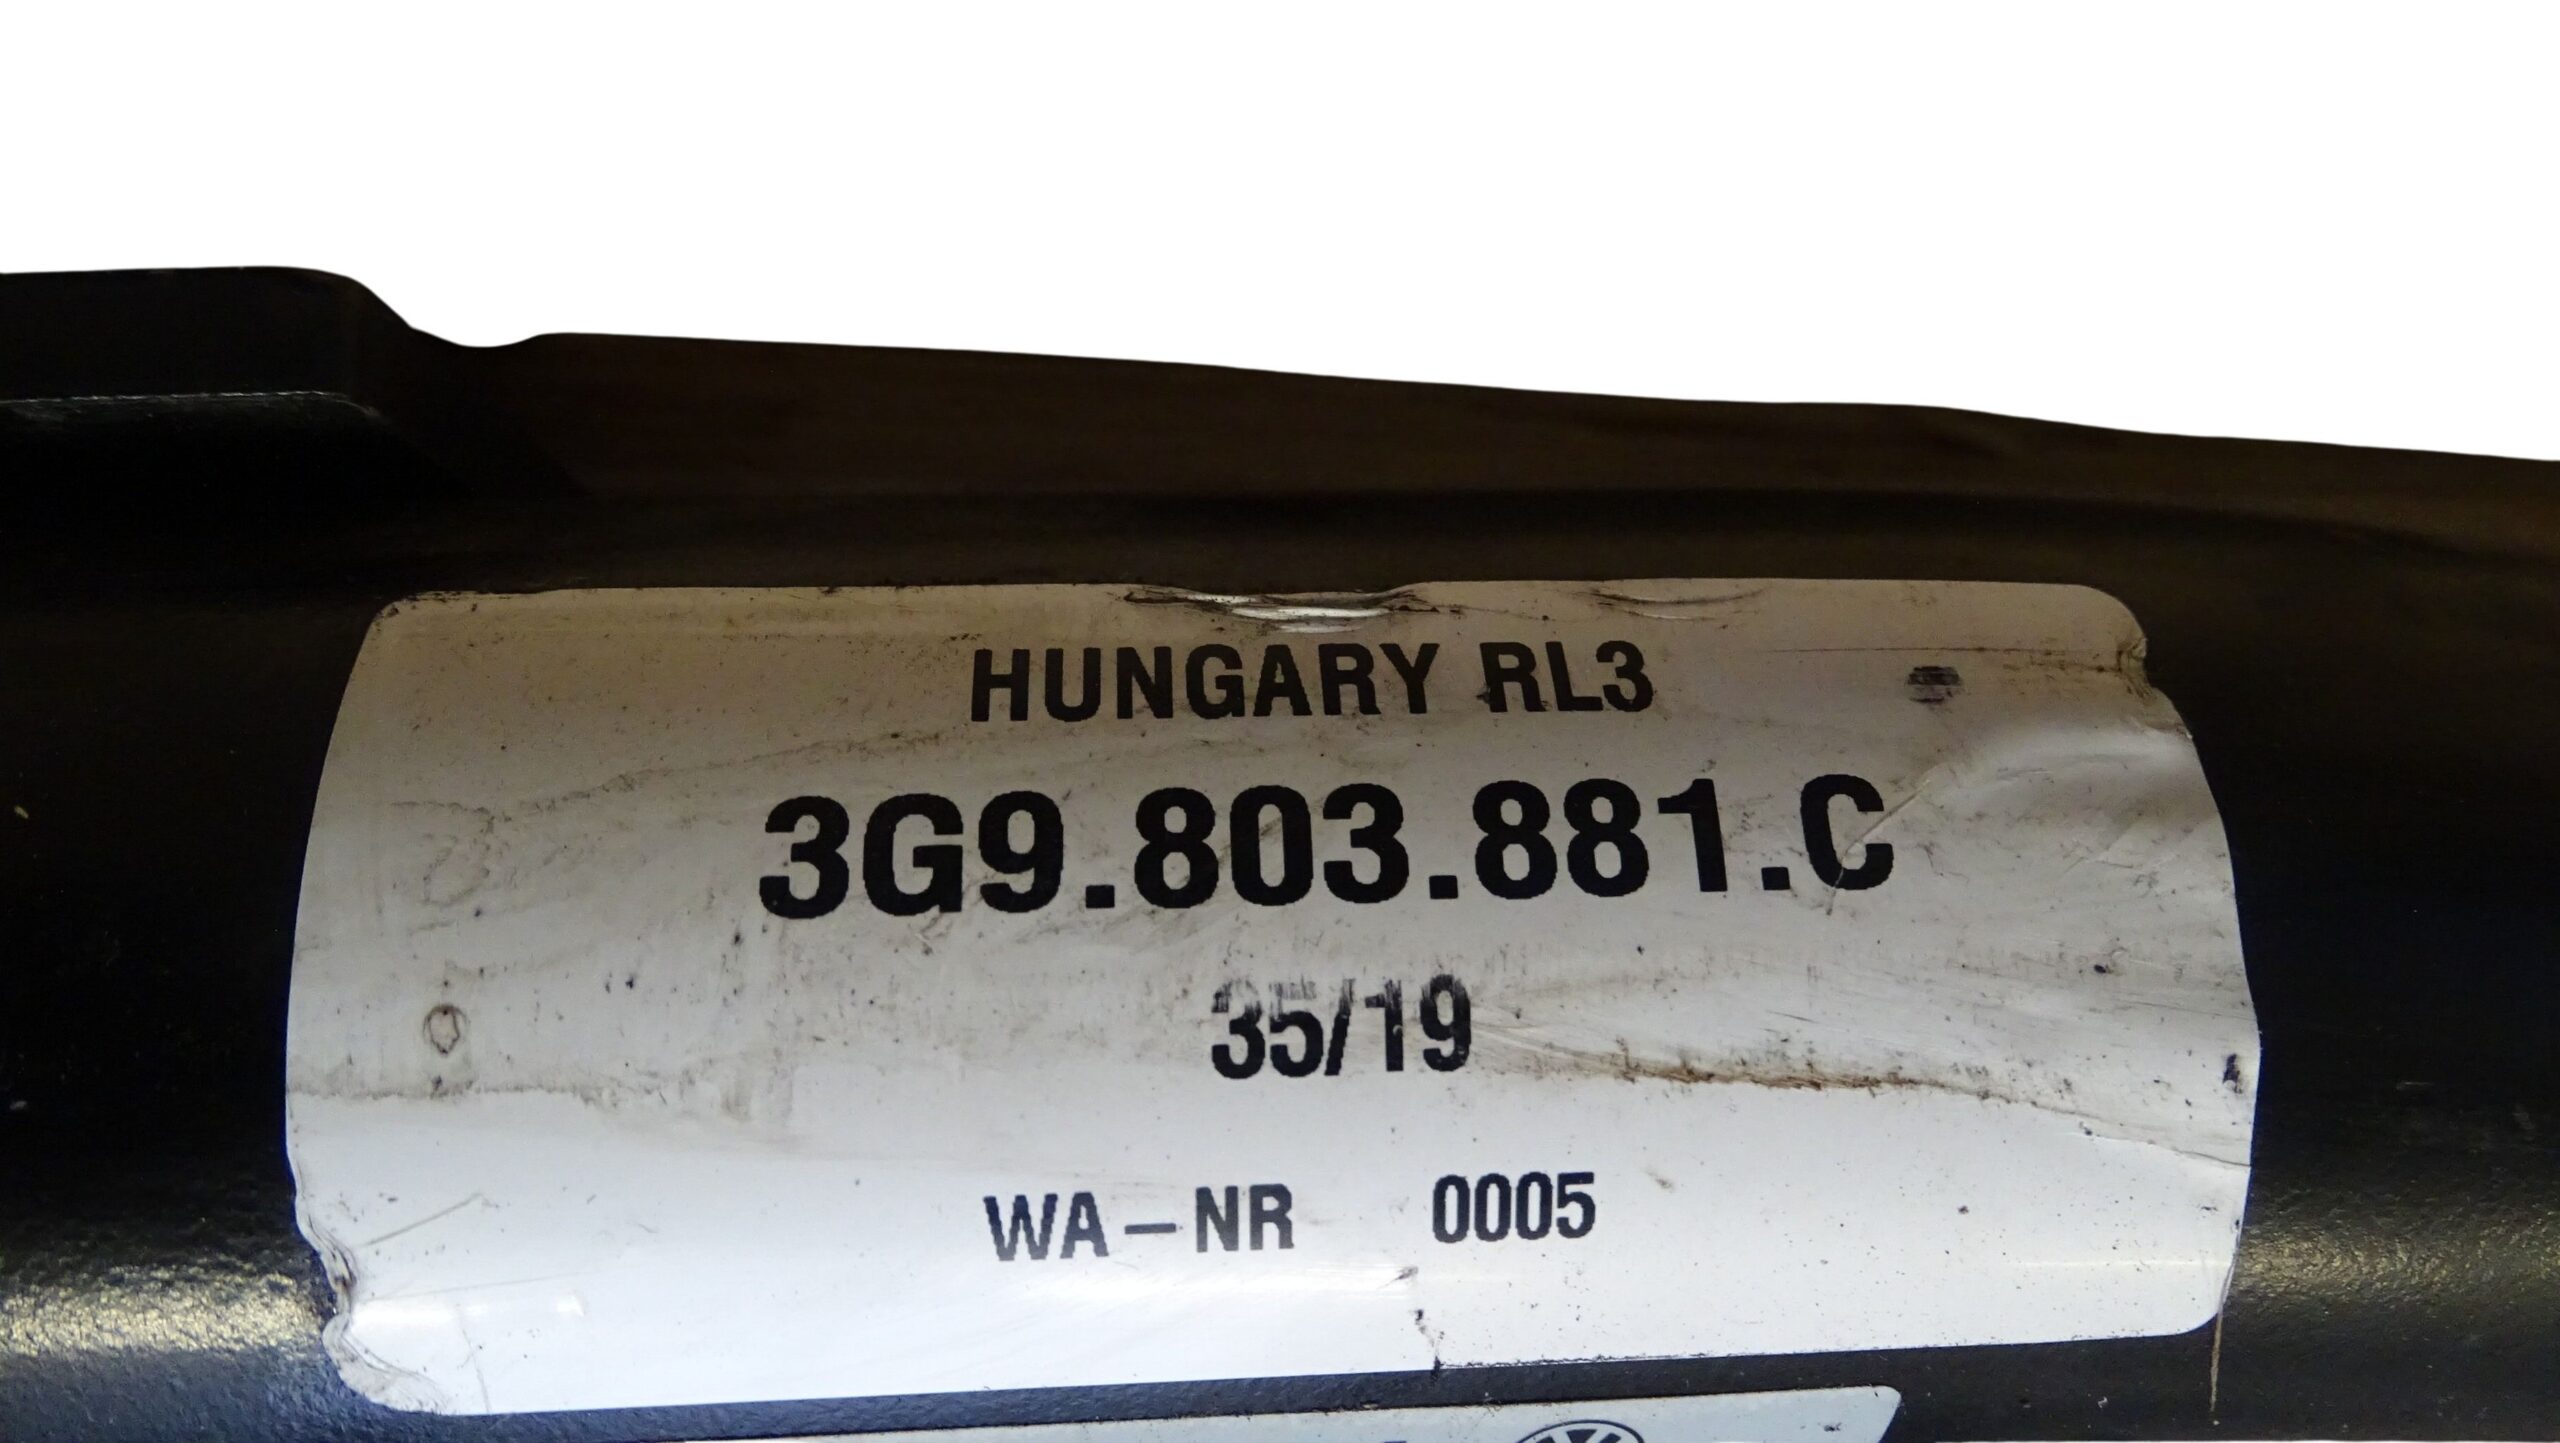 HUNGARY RL3
3G9.803.881.C
35/19
WA-NR 0005